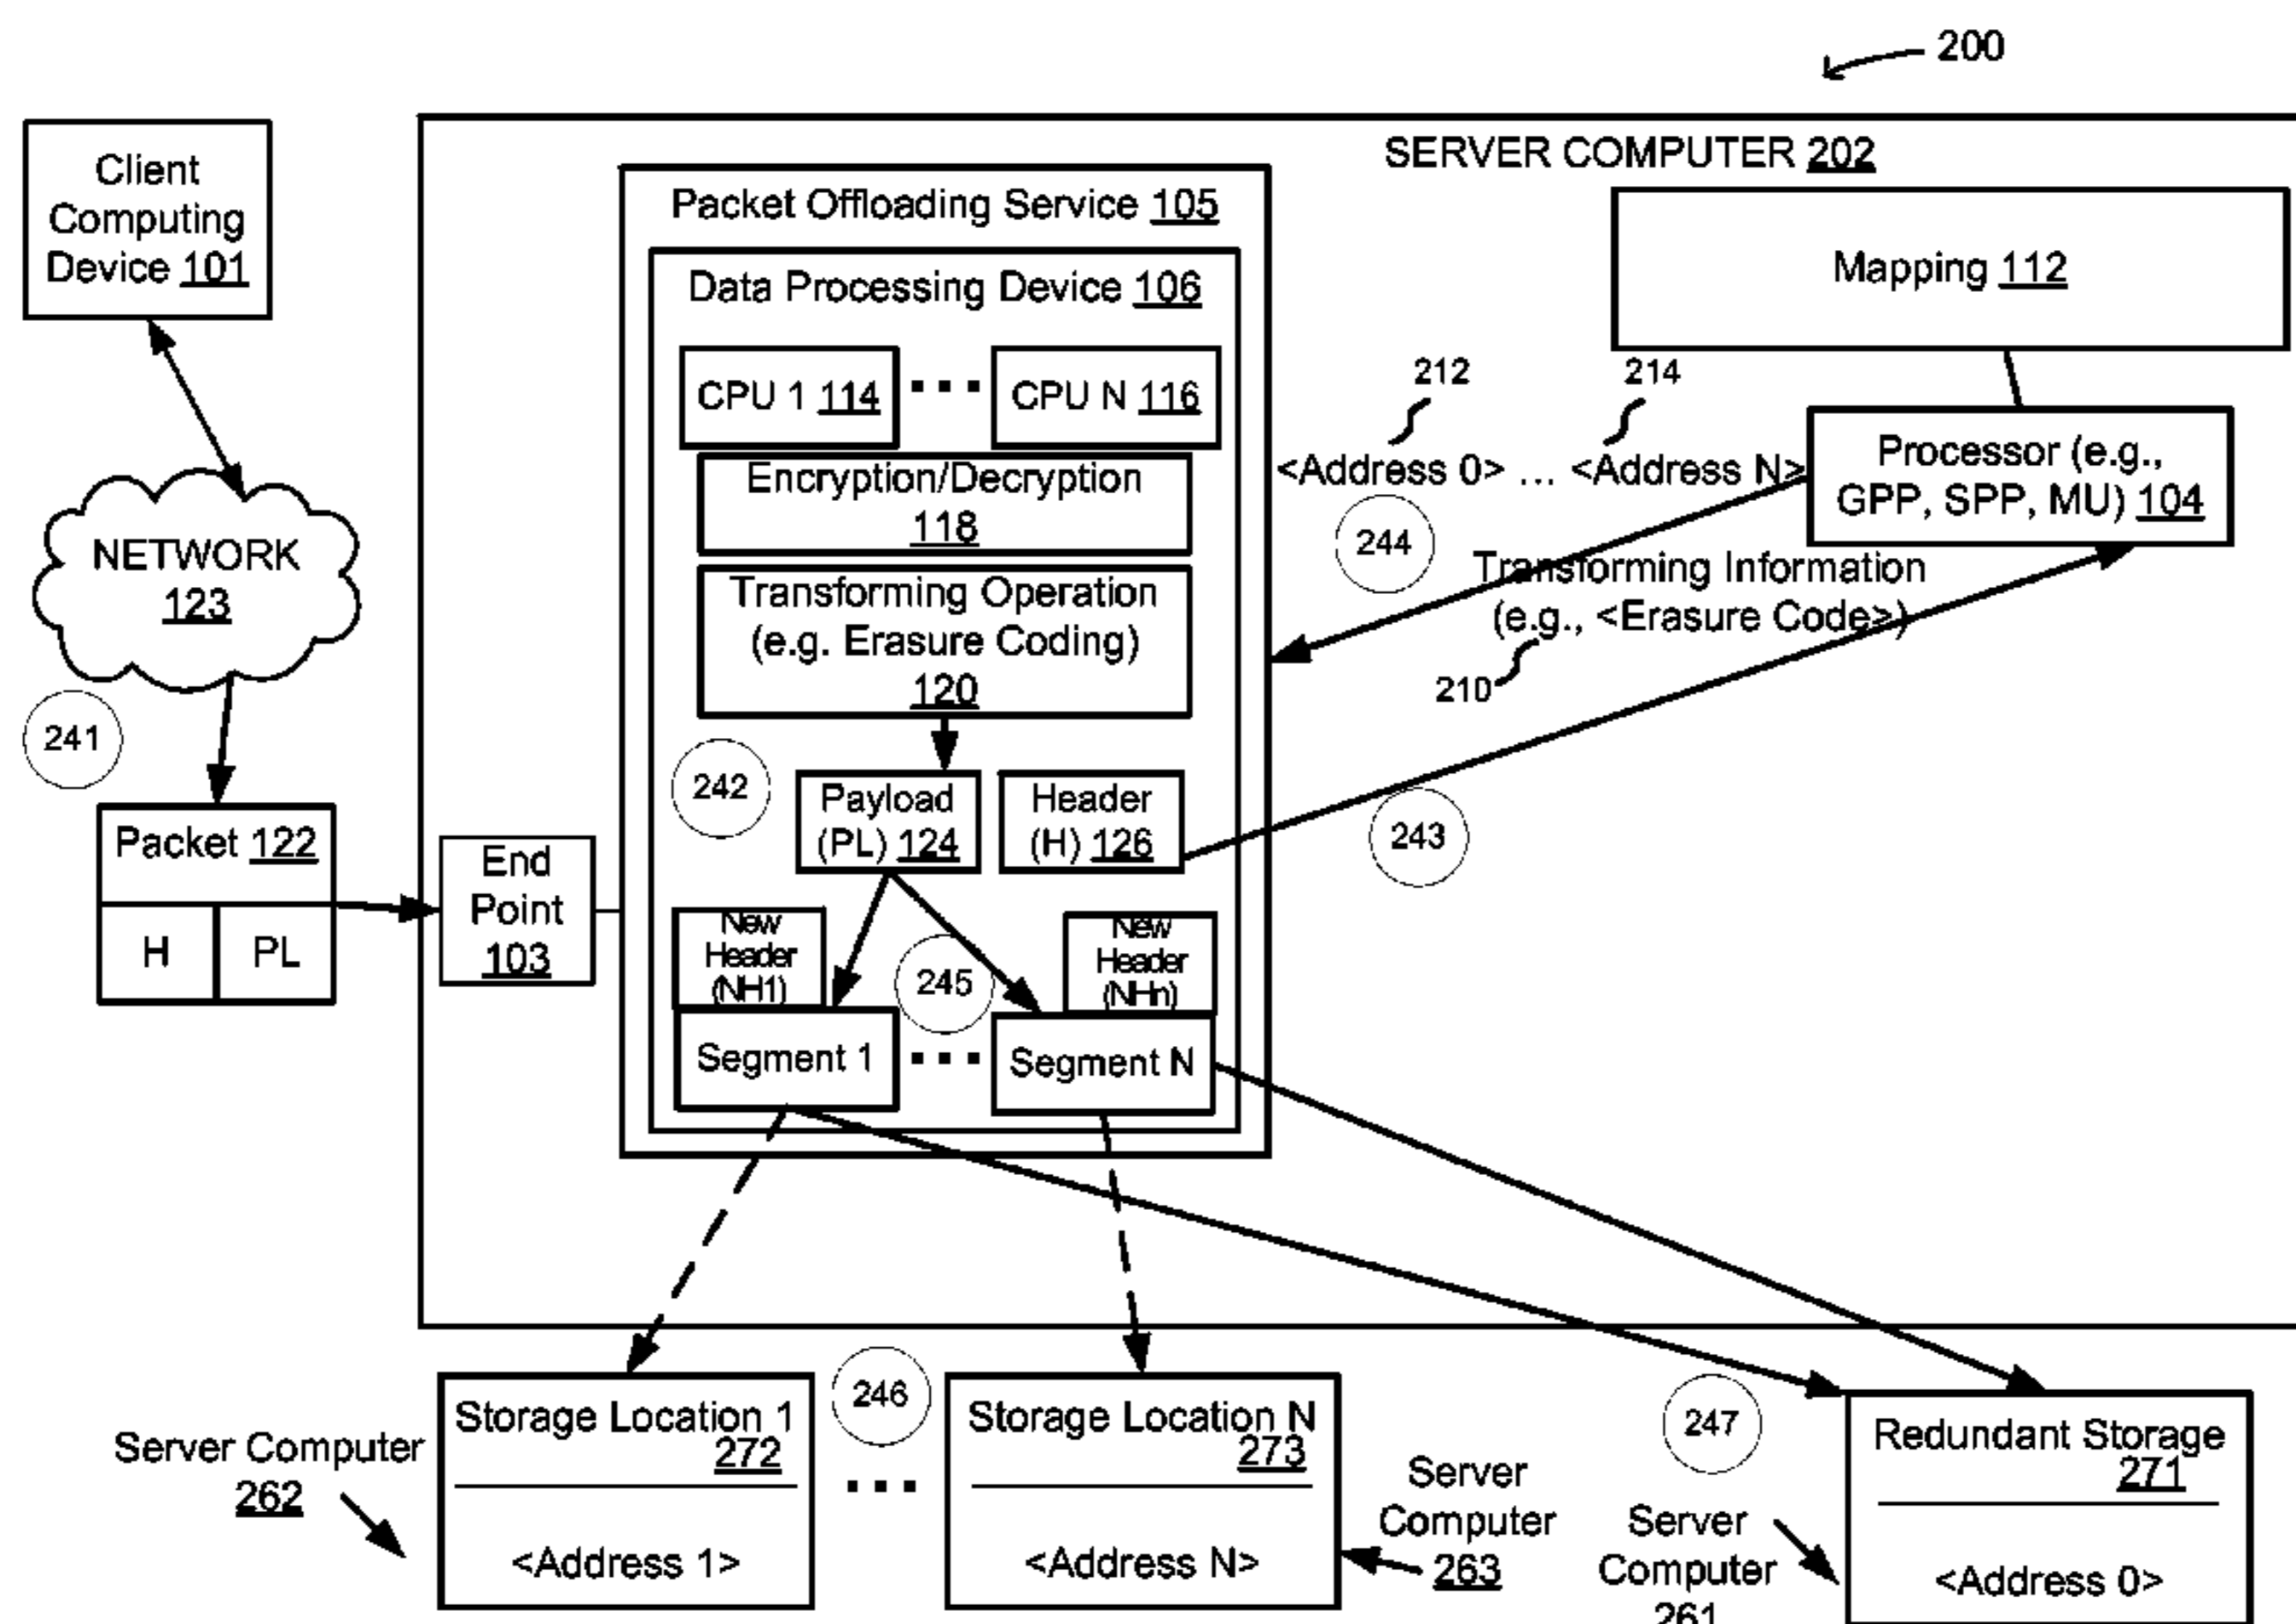 200
Client
Computing
Device 101
NETWORK
123
241
Packet 122
H PL
End
Point
103
SERVER COMPUTER 202
Packet Offloading Service 105
Data Processing Device 106
CPU 1 114 ... CPU N 116
Encryption/Decryption
118
Transforming Operation
(e.g. Erasure Coding)
120
242
Payload
(PL) 124
Header
(H) 126
New
Header
(NH1)
245
New
Header
(NHn)
Segment 1 ... Segment N
Mapping 112
212 214
<Address 0> ... <Address N>
Processor (e.g.,
GPP, SPP, MU) 104
244
Transforming Information
(e.g., <Erasure Code>)
210
243
Server Computer
262
Storage Location 1
272
<Address 1>
246
...
Storage Location N
273
<Address N>
Server
Computer
263
247
Server
Computer
261
Redundant Storage
271
<Address 0>